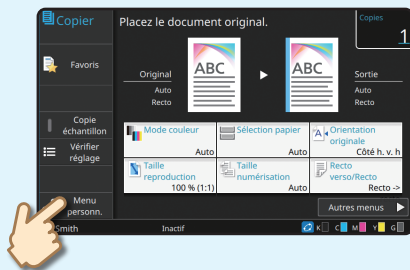 Copier
Placez le document original.
Copies
1
Favoris
ABC
ABC
Original
Sortie
Auto
Auto
Recto
Recto
Copie
échantillon
Vérifier
réglage
Menu
personn.
Mode couleur
Auto
Sélection papier
Auto
Orientation
originale
Côté h. v. h
Taille
reproduction
100 % (1:1)
Taille
numérisation
Auto
Recto
verso/Recto
Recto ->
Autres menus
Smith
Inactif
K C M Y G